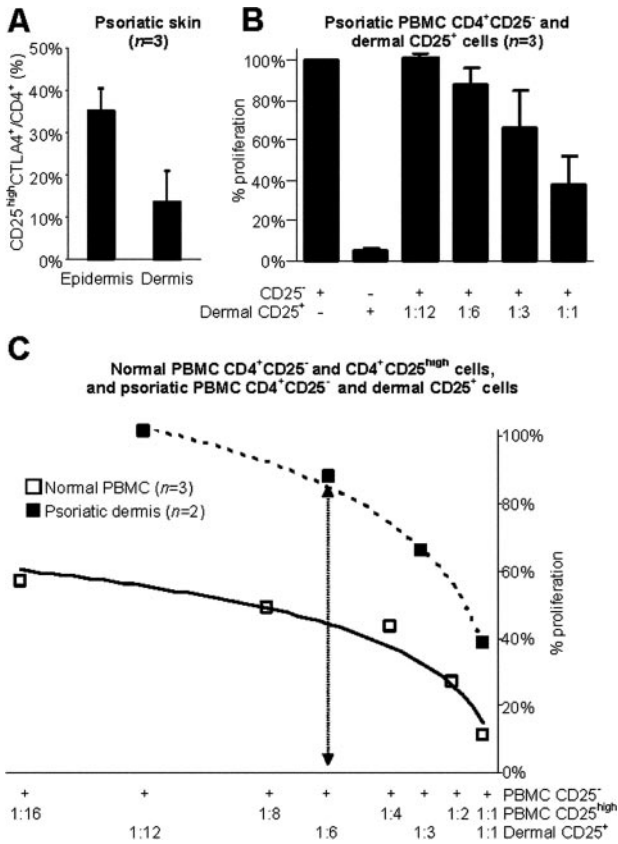 A
Psoriatic skin
(n=3)
CD25highCTLA4+/CD4+ (%)
50%
40%
30%
20%
10%
0%
Epidermis Dermis
B
Psoriatic PBMC CD4+CD25- and
dermal CD25+ cells (n=3)
% proliferation
100%
80%
60%
40%
20%
0%
CD25- + - + + + +
Dermal CD25+ - + 1:12 1:6 1:3 1:1
C
Normal PBMC CD4+CD25- and CD4+CD25high cells,
and psoriatic PBMC CD4+CD25- and dermal CD25+ cells
Normal PBMC (n=3)
Psoriatic dermis (n=2)
100%
80%
60%
40%
20%
0%
% proliferation
+ + + + + + + + PBMC CD25-
1:16 1:8 1:4 1:2 1:1 PBMC CD25high
1:12 1:6 1:3 1:1 Dermal CD25+